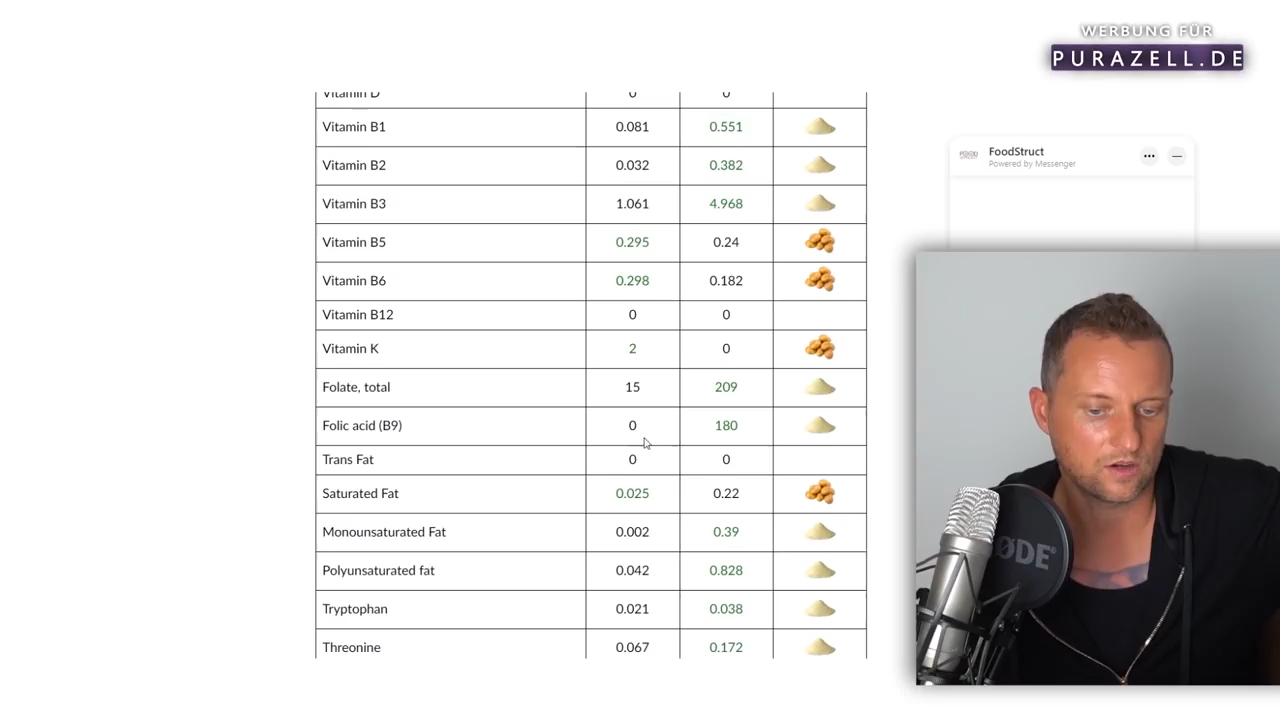 WERBUNG FÜR
PURAZELL.DE
Vitamin D 0 0
Vitamin B1 0.081 0.551
Vitamin B2 0.032 0.382
Vitamin B3 1.061 4.968
Vitamin B5 0.295 0.24
Vitamin B6 0.298 0.182
Vitamin B12 0 0
Vitamin K 2 0
Folate, total 15 209
Folic acid (B9) 0 180
Trans Fat 0 0
Saturated Fat 0.025 0.22
Monounsaturated Fat 0.002 0.39
Polyunsaturated fat 0.042 0.828
Tryptophan 0.021 0.038
Threonine 0.067 0.172
FoodStruct
Powered by Messenger
RØDE